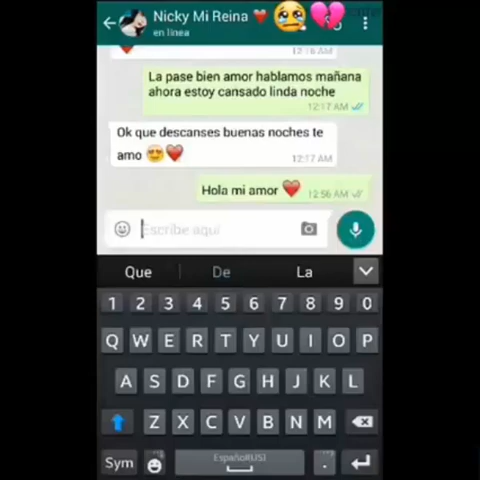 Nicky Mi Reina
en línea
12:16 AM
La pase bien amor hablamos mañana
ahora estoy cansado linda noche
12:17 AM
Ok que descanses buenas noches te
amo
12:17 AM
Hola mi amor
12:56 AM
Escribe aquí
Que De La
1 2 3 4 5 6 7 8 9 0
Q W E R T Y U I O P
A S D F G H J K L
Z X C V B N M
Sym Español(US) .